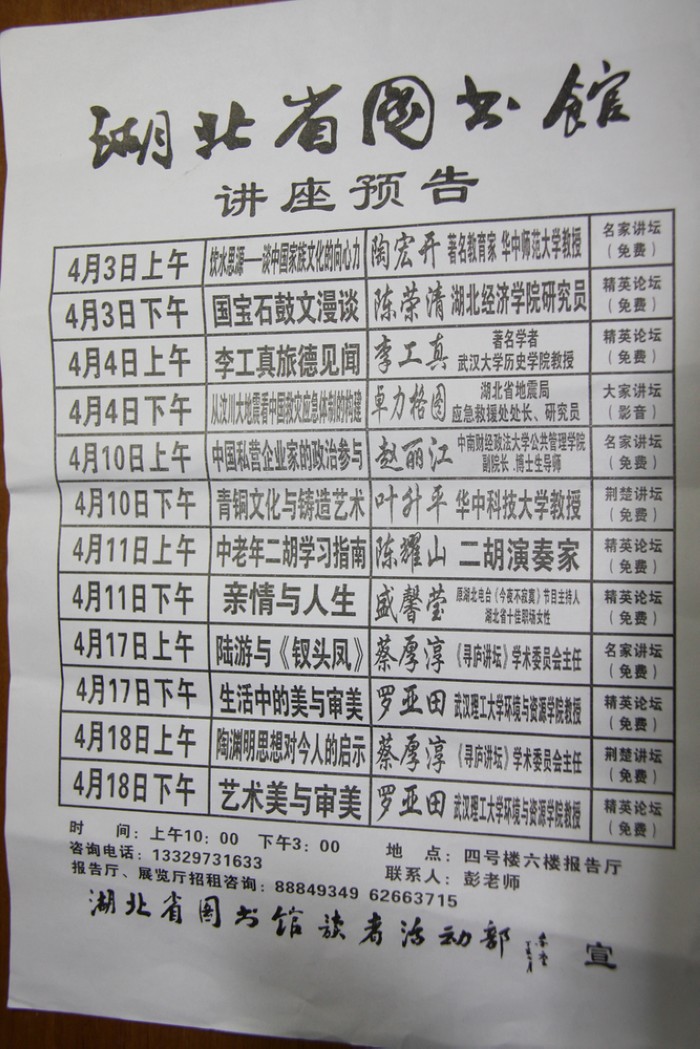 湖北省图书馆
讲座预告
4月3日上午 饮水思源——谈中国家族文化的向心力 陶宏开 著名教育家 华中师范大学教授 名家讲坛（免费）
4月3日下午 国宝石鼓文漫谈 陈荣清 湖北经济学院研究员 精英论坛（免费）
4月4日上午 李工真旅德见闻 李工真 著名学者 武汉大学历史学院教授 精英论坛（免费）
4月4日下午 从汶川大地震看中国救灾应急体制的构建 卓力格图 湖北省地震局 应急救援处处长、研究员 大家讲坛（影音）
4月10日上午 中国私营企业家的政治参与 赵丽江 中南财经政法大学公共管理学院 副院长 .博士生导师 名家讲坛（免费）
4月10日下午 青铜文化与铸造艺术 叶升平 华中科技大学教授 荆楚讲坛（免费）
4月11日上午 中老年二胡学习指南 陈耀山 二胡演奏家 精英论坛（免费）
4月11日下午 亲情与人生 盛馨莹 原湖北电台《今夜不寂寞》节目主持人 湖北省十佳职场女性 精英论坛（免费）
4月17日上午 陆游与《钗头凤》 蔡厚淳 《寻庐讲坛》学术委员会主任 名家讲坛（免费）
4月17日下午 生活中的美与审美 罗亚田 武汉理工大学环境与资源学院教授 精英论坛（免费）
4月18日上午 陶渊明思想对今人的启示 蔡厚淳 《寻庐讲坛》学术委员会主任 荆楚讲坛（免费）
4月18日下午 艺术美与审美 罗亚田 武汉理工大学环境与资源学院教授 精英论坛（免费）
时 间：上午10：00 下午3：00 地 点：四号楼六楼报告厅
咨询电话：13329731633 联系人：彭老师
报告厅、展览厅招租咨询：88849349 62663715
湖北省图书馆读者活动部 宣